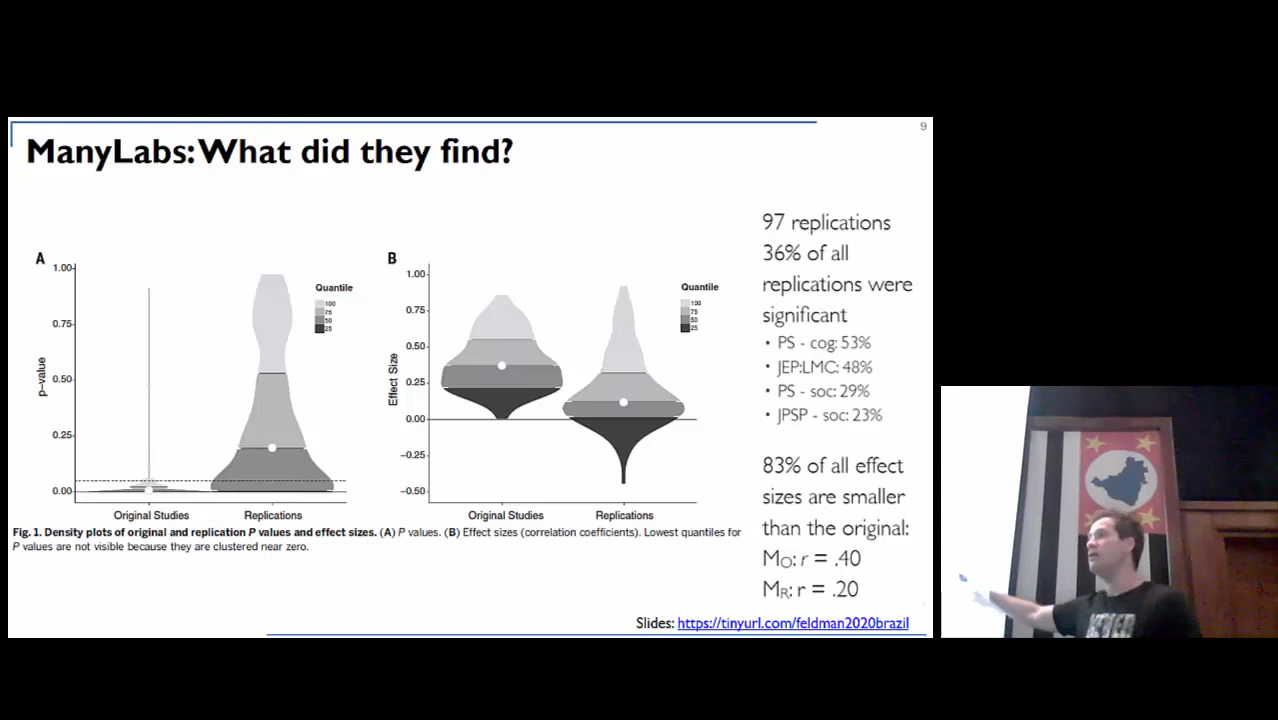 9
ManyLabs: What did they find?
A
1.00
0.75
0.50
0.25
0.00
p-value
Quantile
100
75
50
25
Original Studies
Replications
B
1.00
0.75
0.50
0.25
0.00
−0.25
−0.50
Effect Size
Quantile
100
75
50
25
Original Studies
Replications
Fig. 1. Density plots of original and replication P values and effect sizes. (A) P values. (B) Effect sizes (correlation coefficients). Lowest quantiles for
P values are not visible because they are clustered near zero.
97 replications
36% of all
replications were
significant
• PS - cog: 53%
• JEP:LMC: 48%
• PS - soc: 29%
• JPSP - soc: 23%
83% of all effect
sizes are smaller
than the original:
MO: r = .40
MR: r = .20
Slides: https://tinyurl.com/feldman2020brazil